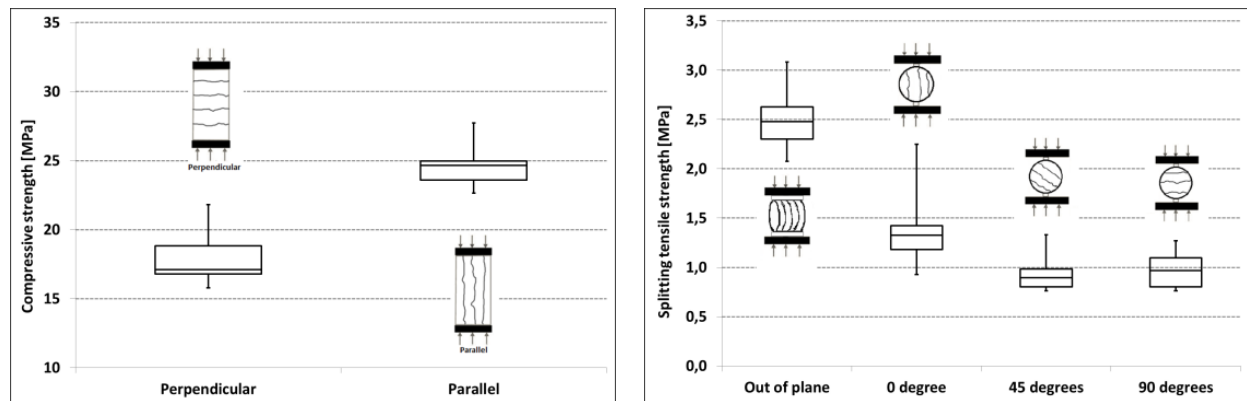 Compressive strength [MPa]
35
30
25
20
15
10
Perpendicular
Parallel
Perpendicular
Parallel
Splitting tensile strength [MPa]
3,5
3,0
2,5
2,0
1,5
1,0
0,5
0,0
Out of plane
0 degree
45 degrees
90 degrees